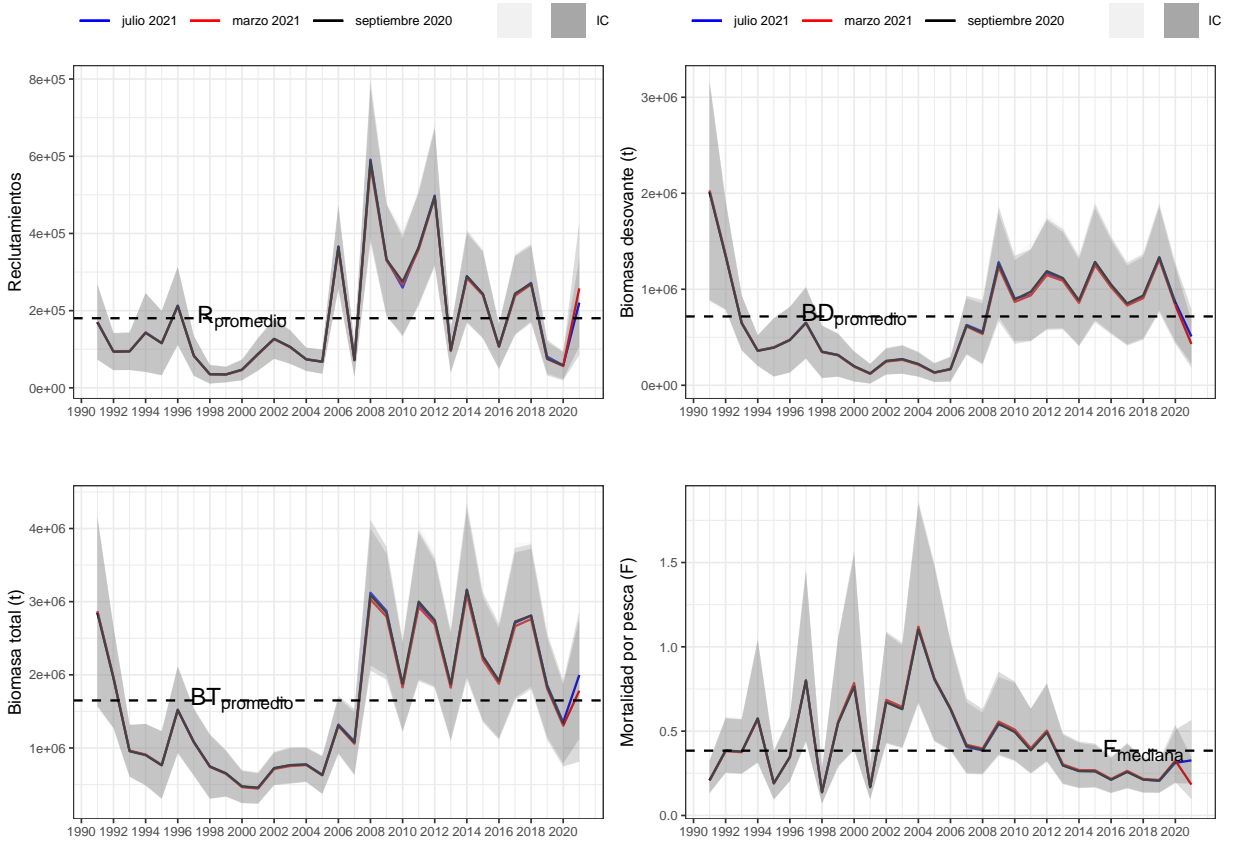 julio 2021 marzo 2021 septiembre 2020 IC
Reclutamientos
8e+05
6e+05
4e+05
2e+05
0e+00
R promedio
1990 1992 1994 1996 1998 2000 2002 2004 2006 2008 2010 2012 2014 2016 2018 2020
julio 2021 marzo 2021 septiembre 2020 IC
Biomasa desovante (t)
3e+06
2e+06
1e+06
0e+00
BD promedio
1990 1992 1994 1996 1998 2000 2002 2004 2006 2008 2010 2012 2014 2016 2018 2020
Biomasa total (t)
4e+06
3e+06
2e+06
1e+06
BT promedio
1990 1992 1994 1996 1998 2000 2002 2004 2006 2008 2010 2012 2014 2016 2018 2020
Mortalidad por pesca (F)
1.5
1.0
0.5
0.0
F mediana
1990 1992 1994 1996 1998 2000 2002 2004 2006 2008 2010 2012 2014 2016 2018 2020